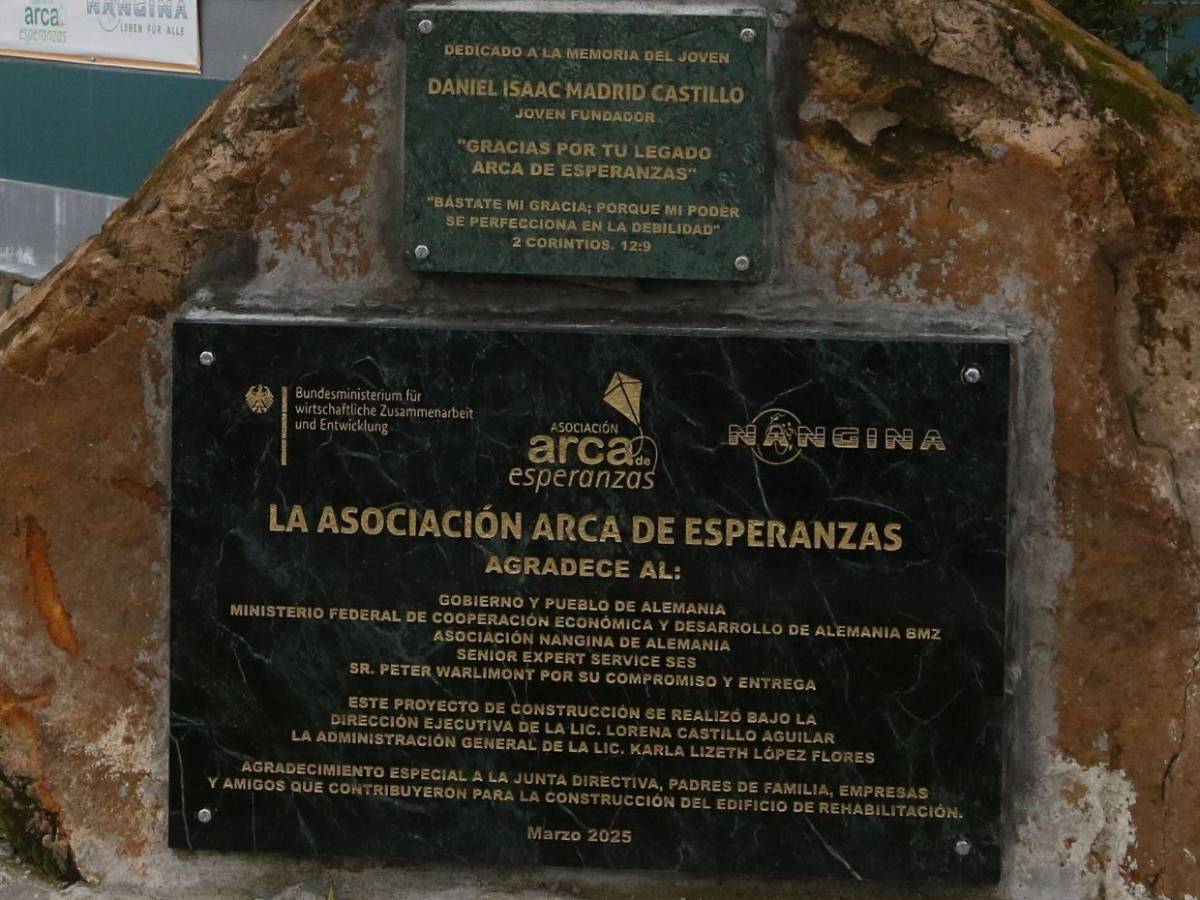 arca
esperanzas
NANGINA
LEBEN FÜR ALLE
DEDICADO A LA MEMORIA DEL JOVEN
DANIEL ISAAC MADRID CASTILLO
JOVEN FUNDADOR
"GRACIAS POR TU LEGADO
ARCA DE ESPERANZAS"
"BÁSTATE MI GRACIA; PORQUE MI PODER
SE PERFECCIONA EN LA DEBILIDAD"
2 CORINTIOS. 12:9
Bundesministerium für
wirtschaftliche Zusammenarbeit
und Entwicklung
ASOCIACIÓN
arca de
esperanzas
NANGINA
LA ASOCIACIÓN ARCA DE ESPERANZAS
AGRADECE AL:
GOBIERNO Y PUEBLO DE ALEMANIA
MINISTERIO FEDERAL DE COOPERACIÓN ECONÓMICA Y DESARROLLO DE ALEMANIA BMZ
ASOCIACIÓN NANGINA DE ALEMANIA
SENIOR EXPERT SERVICE SES
SR. PETER WARLIMONT POR SU COMPROMISO Y ENTREGA
ESTE PROYECTO DE CONSTRUCCIÓN SE REALIZÓ BAJO LA
DIRECCIÓN EJECUTIVA DE LA LIC. LORENA CASTILLO AGUILAR
LA ADMINISTRACIÓN GENERAL DE LA LIC. KARLA LIZETH LÓPEZ FLORES
AGRADECIMIENTO ESPECIAL A LA JUNTA DIRECTIVA, PADRES DE FAMILIA, EMPRESAS
Y AMIGOS QUE CONTRIBUYERON PARA LA CONSTRUCCIÓN DEL EDIFICIO DE REHABILITACIÓN.
Marzo 2025